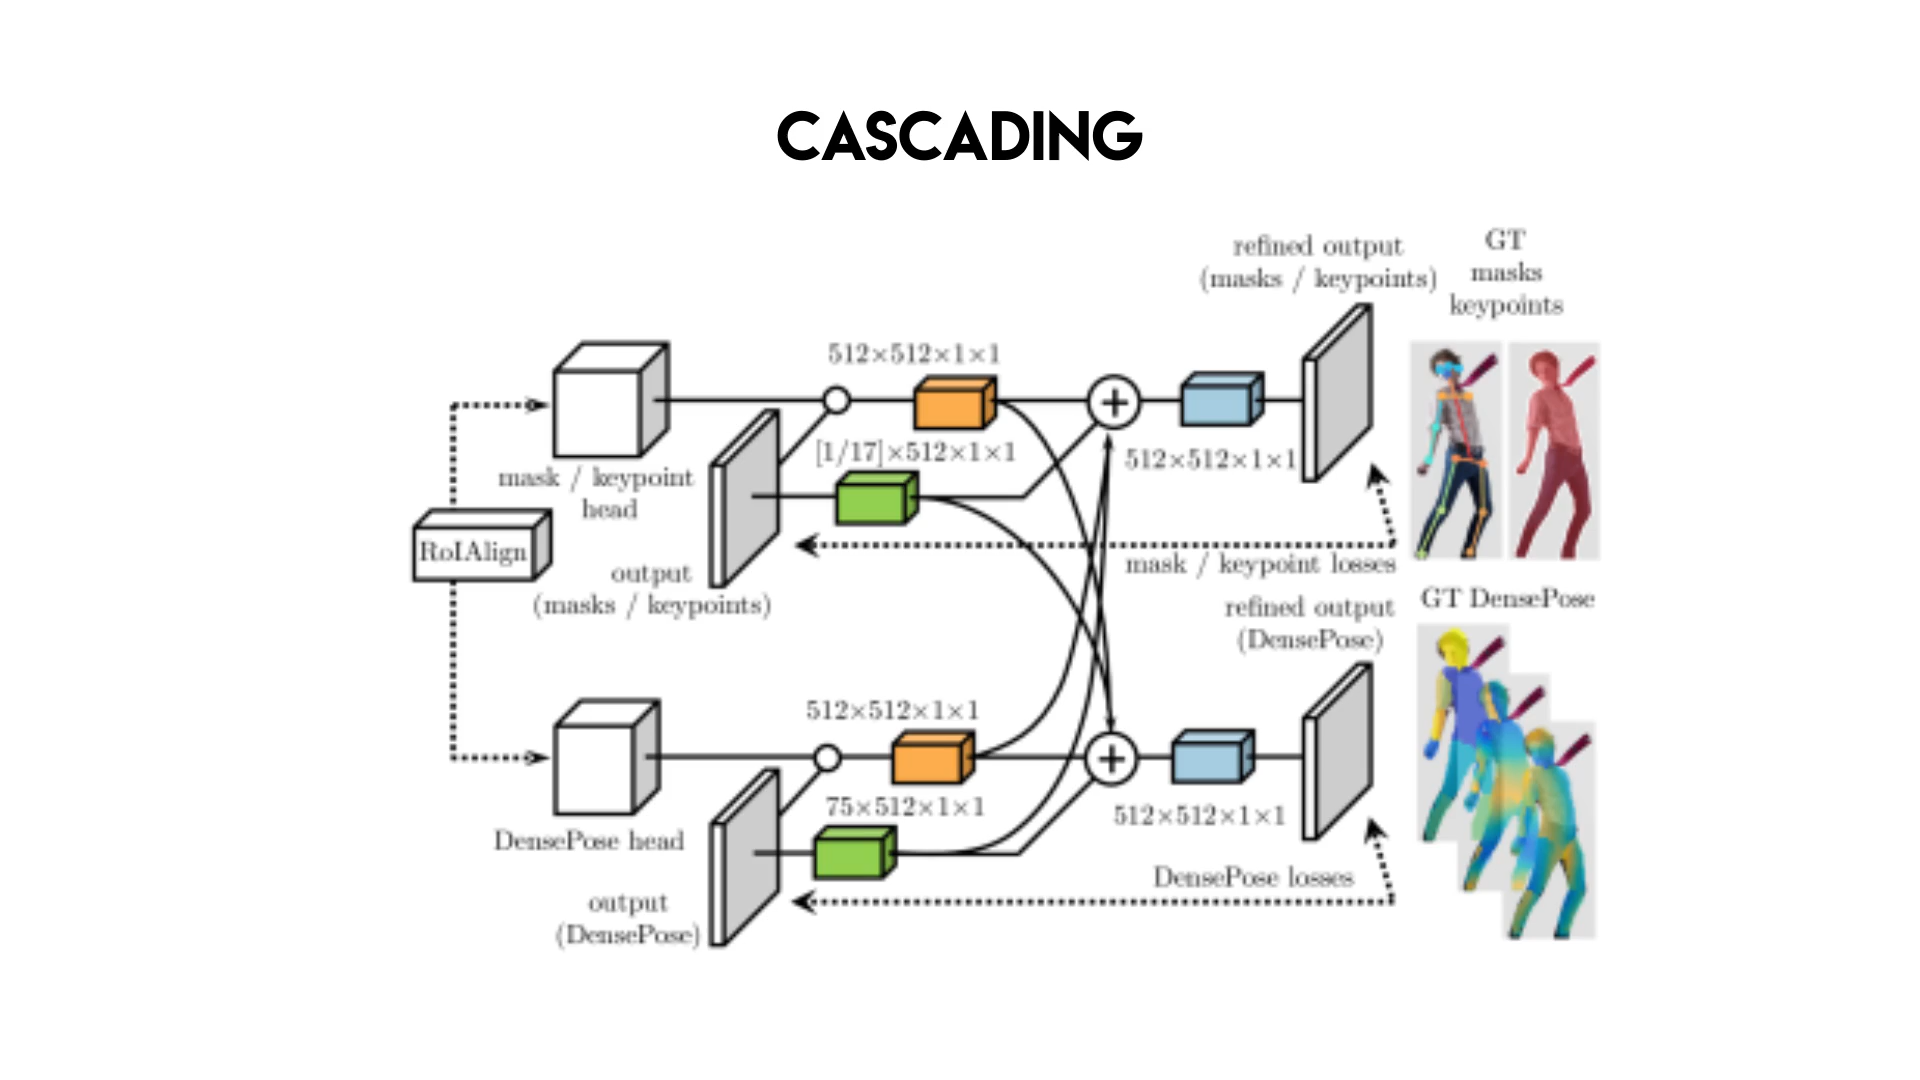 CASCADING
refined output
(masks / keypoints)
GT
masks
keypoints
512×512×1×1
[1/17]×512×1×1
512×512×1×1
mask / keypoint
head
RoIAlign
output
(masks / keypoints)
mask / keypoint losses
refined output
(DensePose)
GT DensePose
512×512×1×1
75×512×1×1
512×512×1×1
DensePose head
DensePose losses
output
(DensePose)